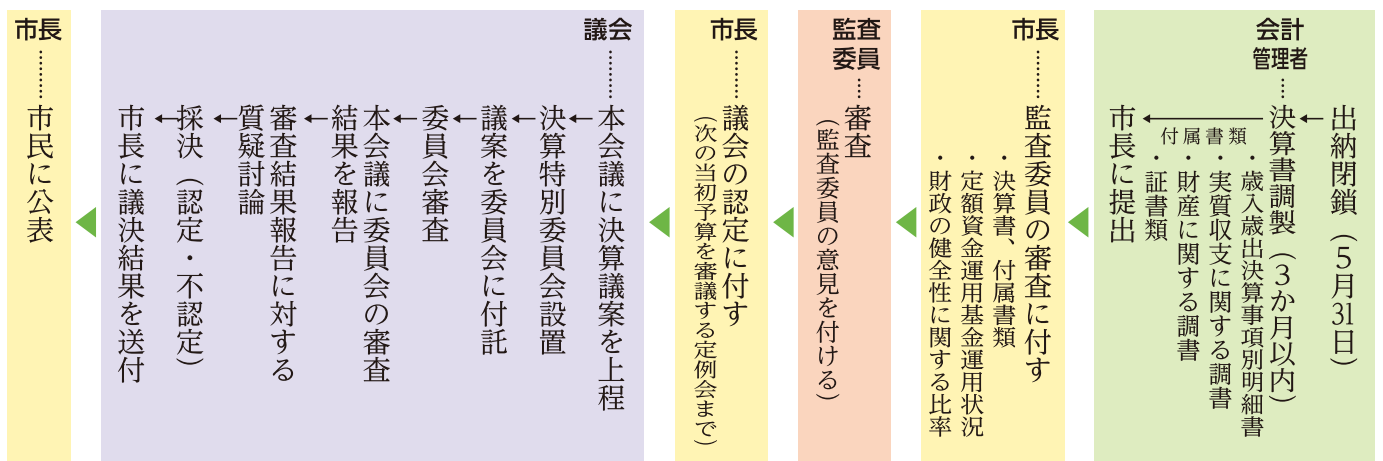 会計
管理者
出納閉鎖（５月31日）
決算書調製（３か月以内）
付属書類
・歳入歳出決算事項別明細書
・実質収支に関する調書
・財産に関する調書
・証書類
市長に提出
市長
監査委員の審査に付す
・決算書、付属書類
・定額資金運用基金運用状況
・財政の健全性に関する比率
監査
委員
審査
（監査委員の意見を付ける）
市長
議会の認定に付す
（次の当初予算を審議する定例会まで）
議会
本会議に決算議案を上程
決算特別委員会設置
議案を委員会に付託
委員会審査
本会議に委員会の審査
結果を報告
審査結果報告に対する
質疑討論
採決（認定・不認定）
市長に議決結果を送付
市長
市民に公表